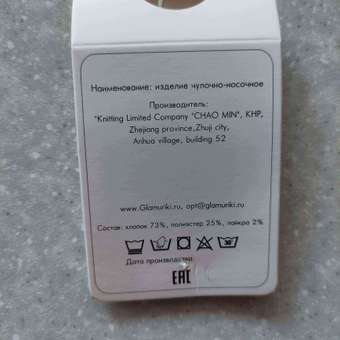 Наименование: изделие чулочно-носочное
Производитель:
"Knitting Limited Company "CHAO MIN", КНР,
Zhejiang province,Zhuji city,
Anhua village, building 52
www.Glamuriki.ru, opt@glamuriki.ru
Состав: хлопок 73%, полиэстер 25%, лайкра 2%
Дата производства:
EAC